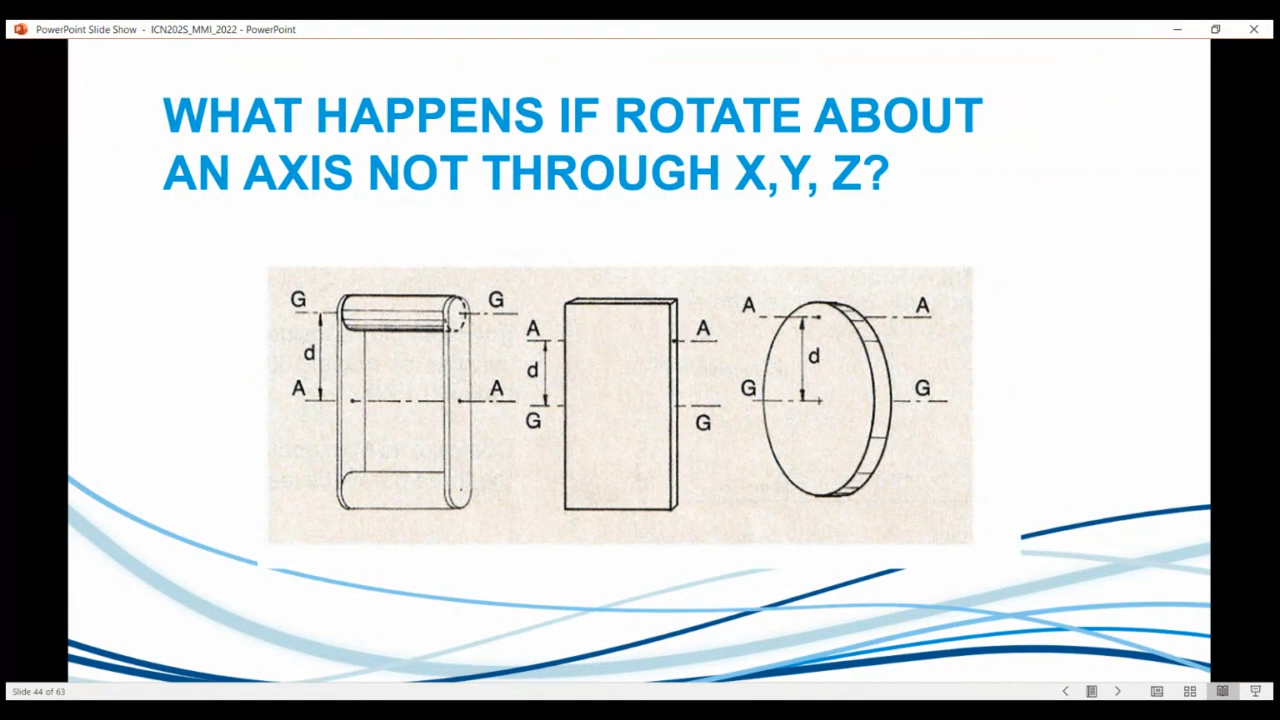 PowerPoint Slide Show - ICN202S_MMI_2022 - PowerPoint
WHAT HAPPENS IF ROTATE ABOUT
AN AXIS NOT THROUGH X,Y, Z?
G G
d
A A
A A
d
G G
A A
d
G G
Slide 44 of 63